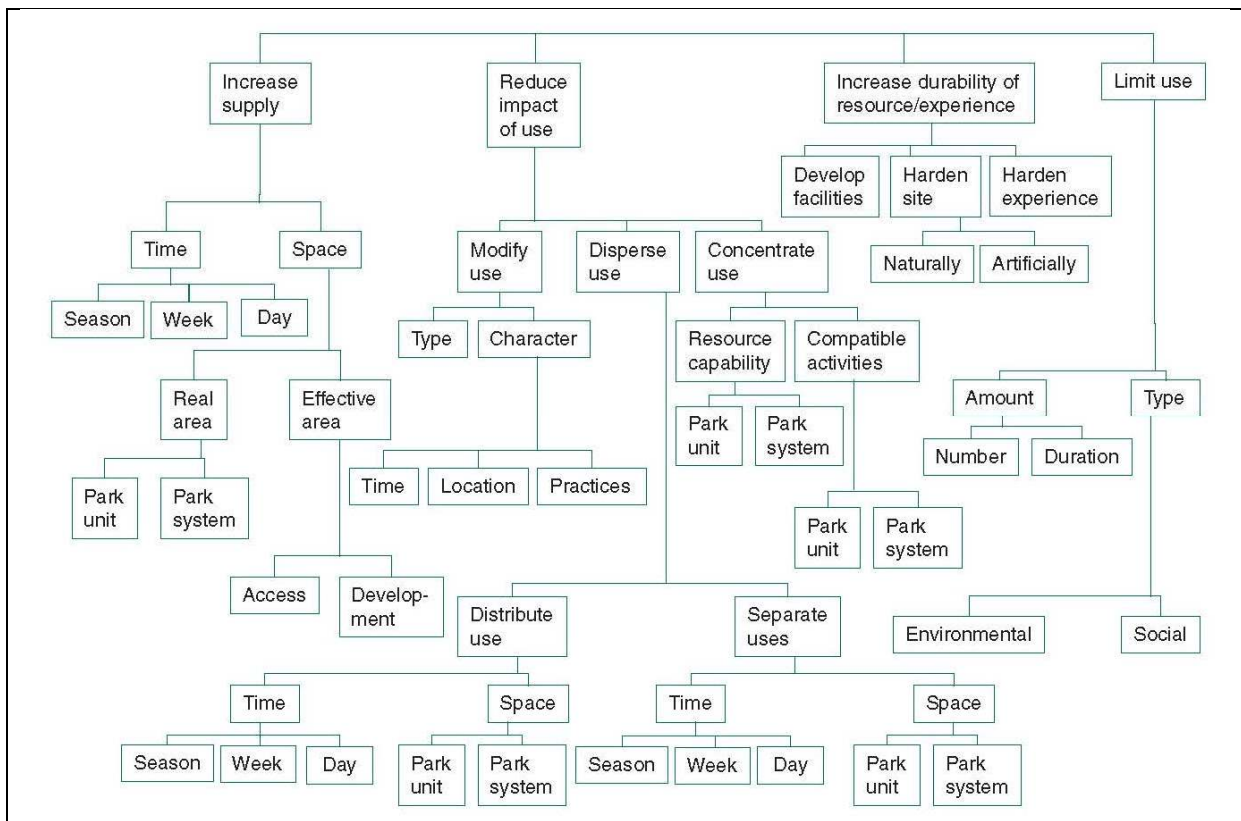 Increase
supply
Reduce
impact
of use
Increase durability of
resource/experience
Limit use
Develop
facilities
Harden
site
Harden
experience
Time
Space
Modify
use
Disperse
use
Concentrate
use
Naturally
Artificially
Season
Week
Day
Type
Character
Resource
capability
Compatible
activities
Real
area
Effective
area
Amount
Type
Park
unit
Park
system
Number
Duration
Park
unit
Park
system
Time
Location
Practices
Park
unit
Park
system
Access
Develop-
ment
Distribute
use
Separate
uses
Environmental
Social
Time
Space
Time
Space
Season
Week
Day
Park
unit
Park
system
Season
Week
Day
Park
unit
Park
system